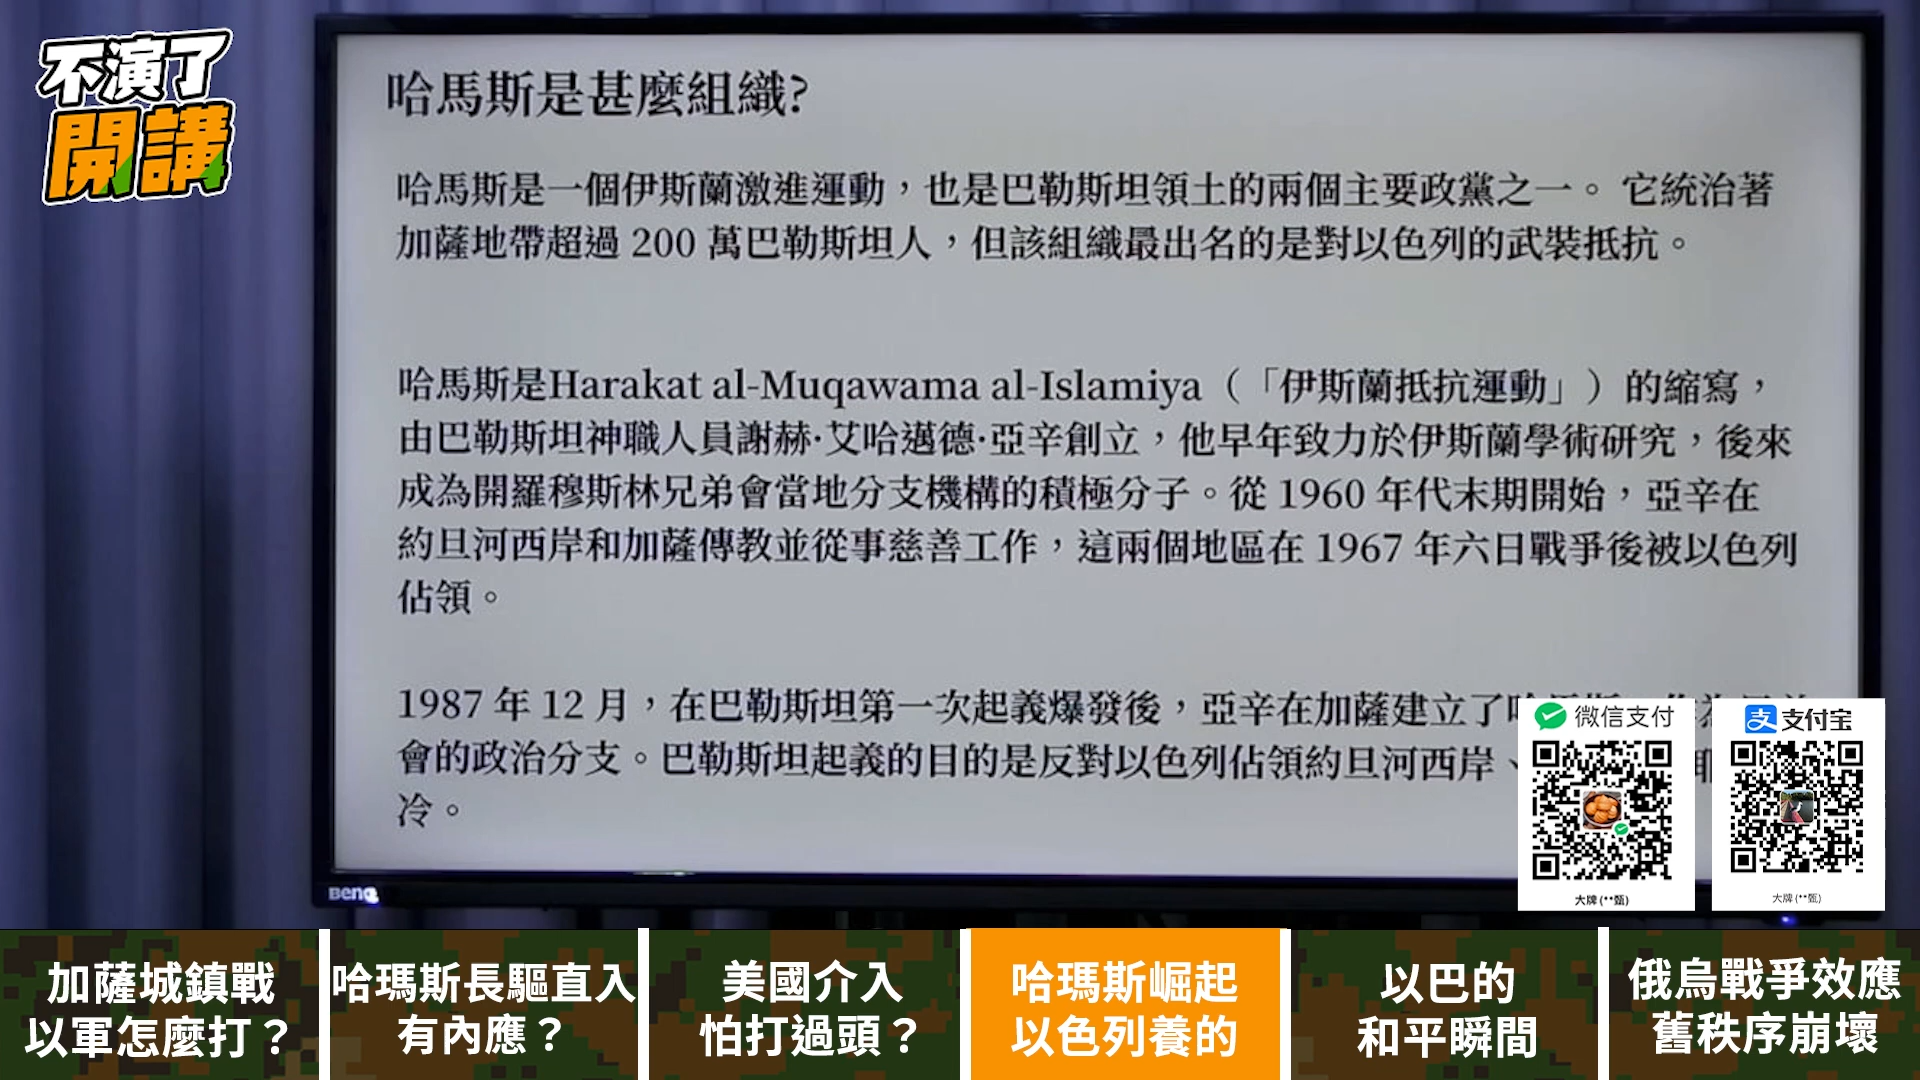 不演了
開講
哈馬斯是甚麼組織?
哈馬斯是一個伊斯蘭激進運動，也是巴勒斯坦領土的兩個主要政黨之一。它統治著
加薩地帶超過 200 萬巴勒斯坦人，但該組織最出名的是對以色列的武裝抵抗。
哈馬斯是Harakat al-Muqawama al-Islamiya（「伊斯蘭抵抗運動」）的縮寫，
由巴勒斯坦神職人員謝赫·艾哈邁德·亞辛創立，他早年致力於伊斯蘭學術研究，後來
成為開羅穆斯林兄弟會當地分支機構的積極分子。從 1960 年代末期開始，亞辛在
約旦河西岸和加薩傳教並從事慈善工作，這兩個地區在 1967 年六日戰爭後被以色列
佔領。
1987 年 12 月，在巴勒斯坦第一次起義爆發後，亞辛在加薩建立了
會的政治分支。巴勒斯坦起義的目的是反對以色列佔領約旦河西岸、
冷。
BenQ
微信支付
大牌 (**甄)
支付宝
大牌 (**甄)
加薩城鎮戰
以軍怎麼打？
哈瑪斯長驅直入
有內應？
美國介入
怕打過頭？
哈瑪斯崛起
以色列養的
以巴的
和平瞬間
俄烏戰爭效應
舊秩序崩壞